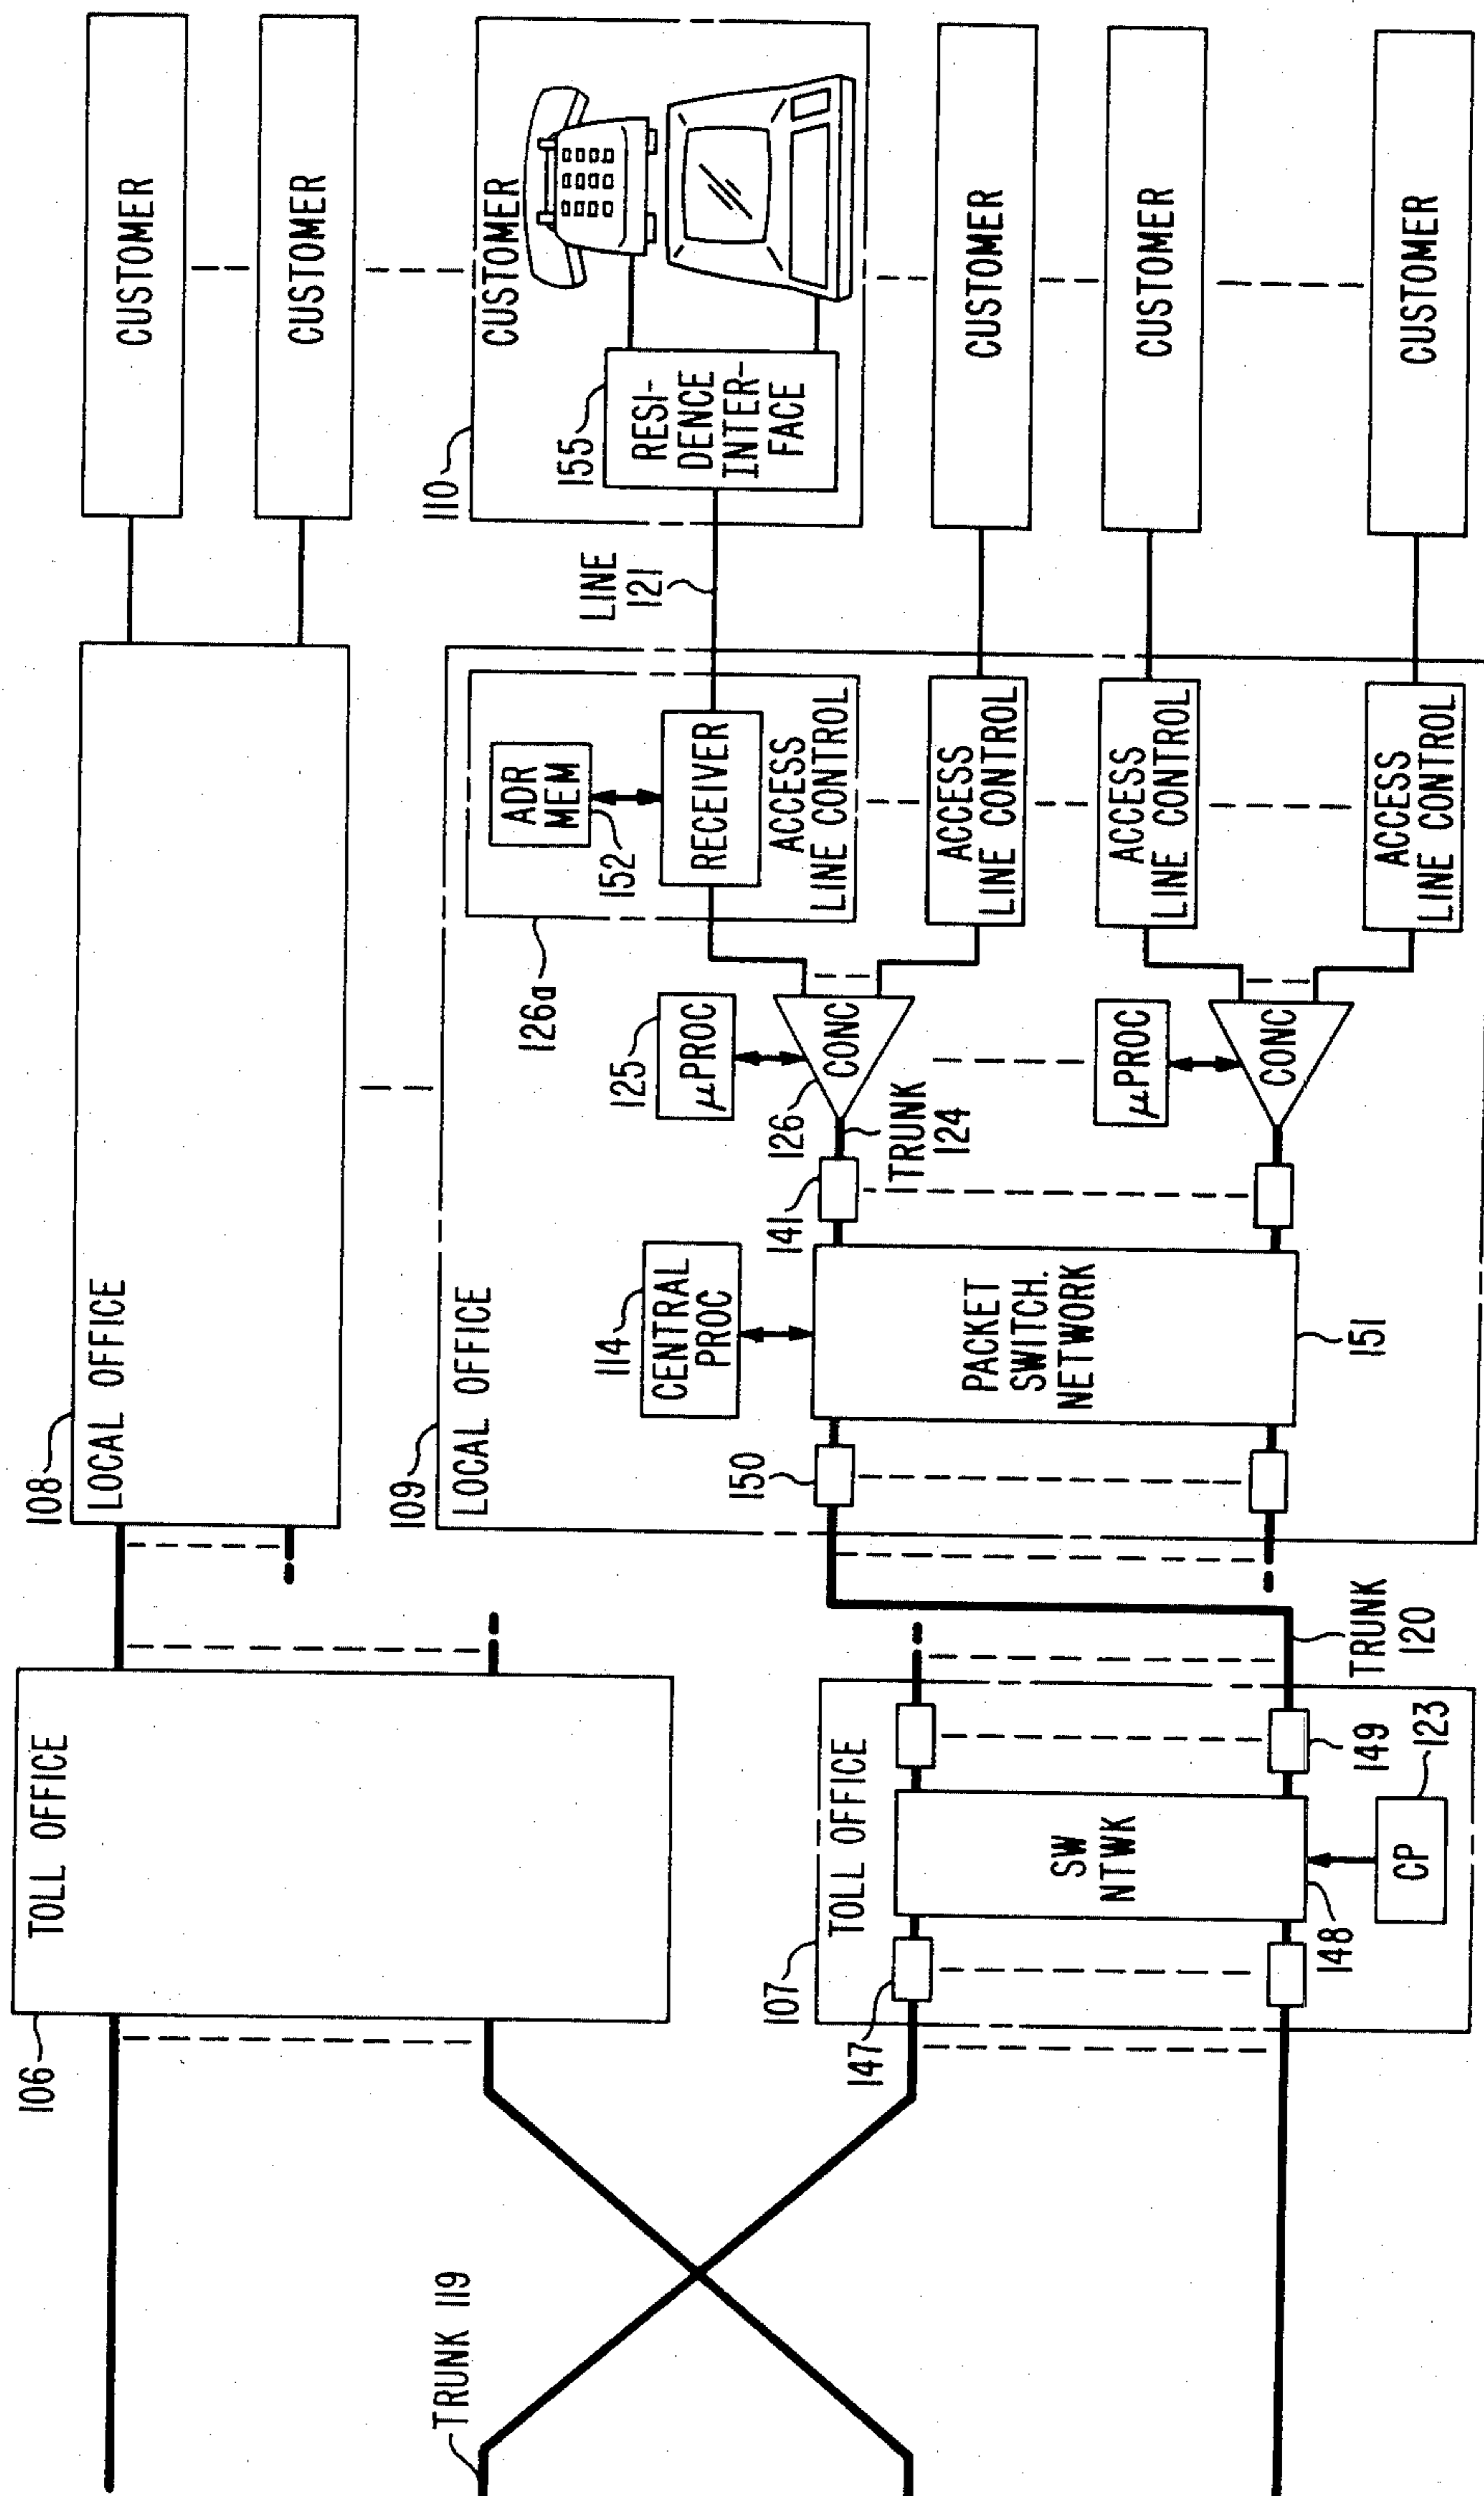 106
TOLL OFFICE
TRUNK 119
108
LOCAL OFFICE
CUSTOMER
CUSTOMER
107
TOLL OFFICE
147
SW
NTWK
148
149
CP
123
TRUNK
120
109
LOCAL OFFICE
150
114
CENTRAL
PROC
PACKET
SWITCH.
NETWORK
151
141
TRUNK
124
125
μPROC
126
CONC
μPROC
CONC
126a
152
ADR
MEM
RECEIVER
ACCESS
LINE CONTROL
ACCESS
LINE CONTROL
ACCESS
LINE CONTROL
ACCESS
LINE CONTROL
LINE
121
110
CUSTOMER
155
RESI-
DENCE
INTER-
FACE
CUSTOMER
CUSTOMER
CUSTOMER